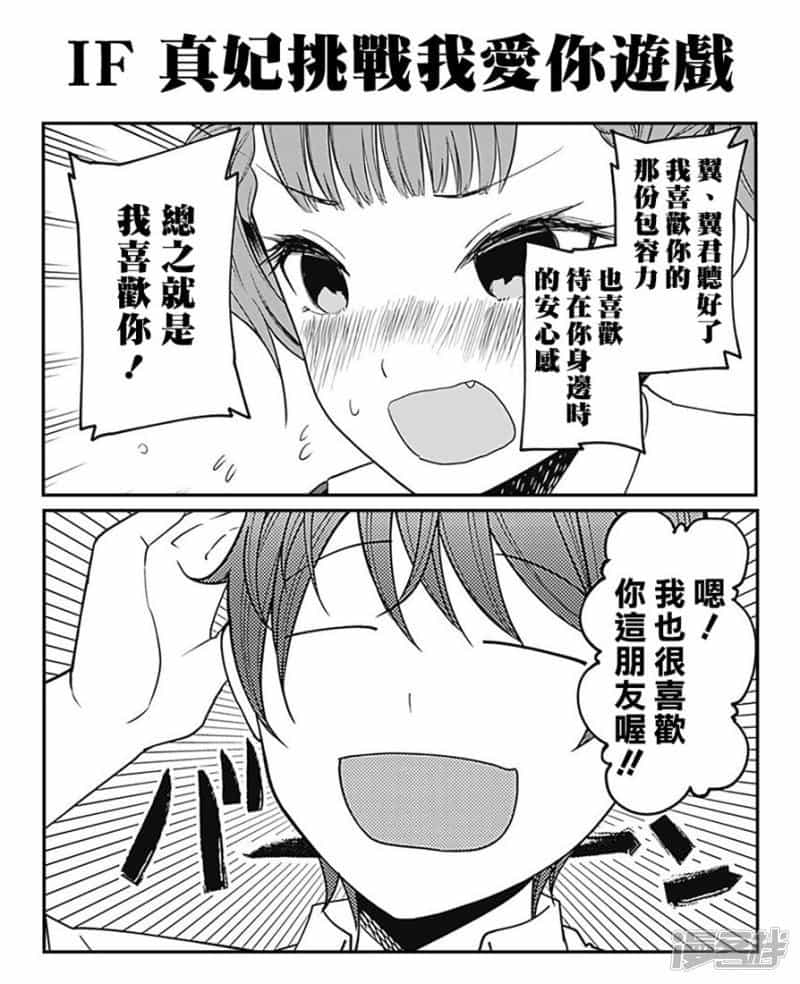 IF 真妃挑戰我愛你遊戲
翼、翼君聽好了
我喜歡你的
那份包容力
也喜歡
待在你身邊時
的安心感
總之就是
我喜歡你！
嗯！
我也很喜歡
你這朋友喔!!